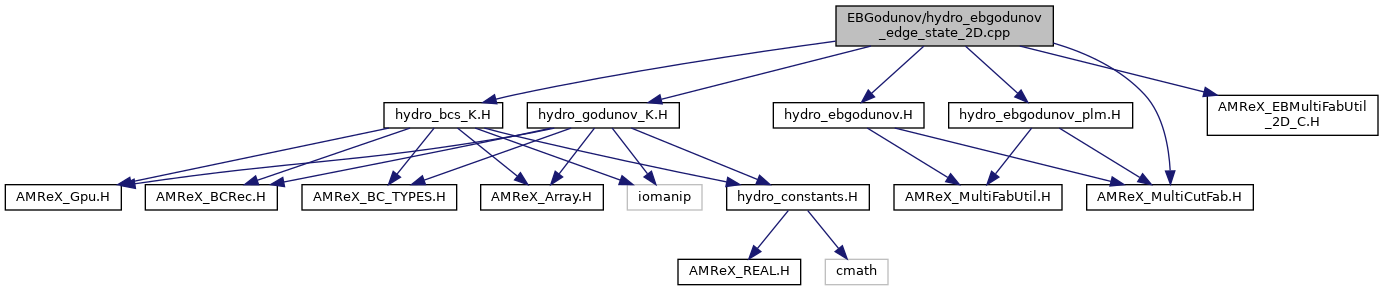 EBGodunov/hydro_ebgodunov
_edge_state_2D.cpp
hydro_bcs_K.H
hydro_godunov_K.H
hydro_ebgodunov.H
hydro_ebgodunov_plm.H
AMReX_EBMultiFabUtil
_2D_C.H
AMReX_Gpu.H
AMReX_BCRec.H
AMReX_BC_TYPES.H
AMReX_Array.H
iomanip
hydro_constants.H
AMReX_MultiFabUtil.H
AMReX_MultiCutFab.H
AMReX_REAL.H
cmath